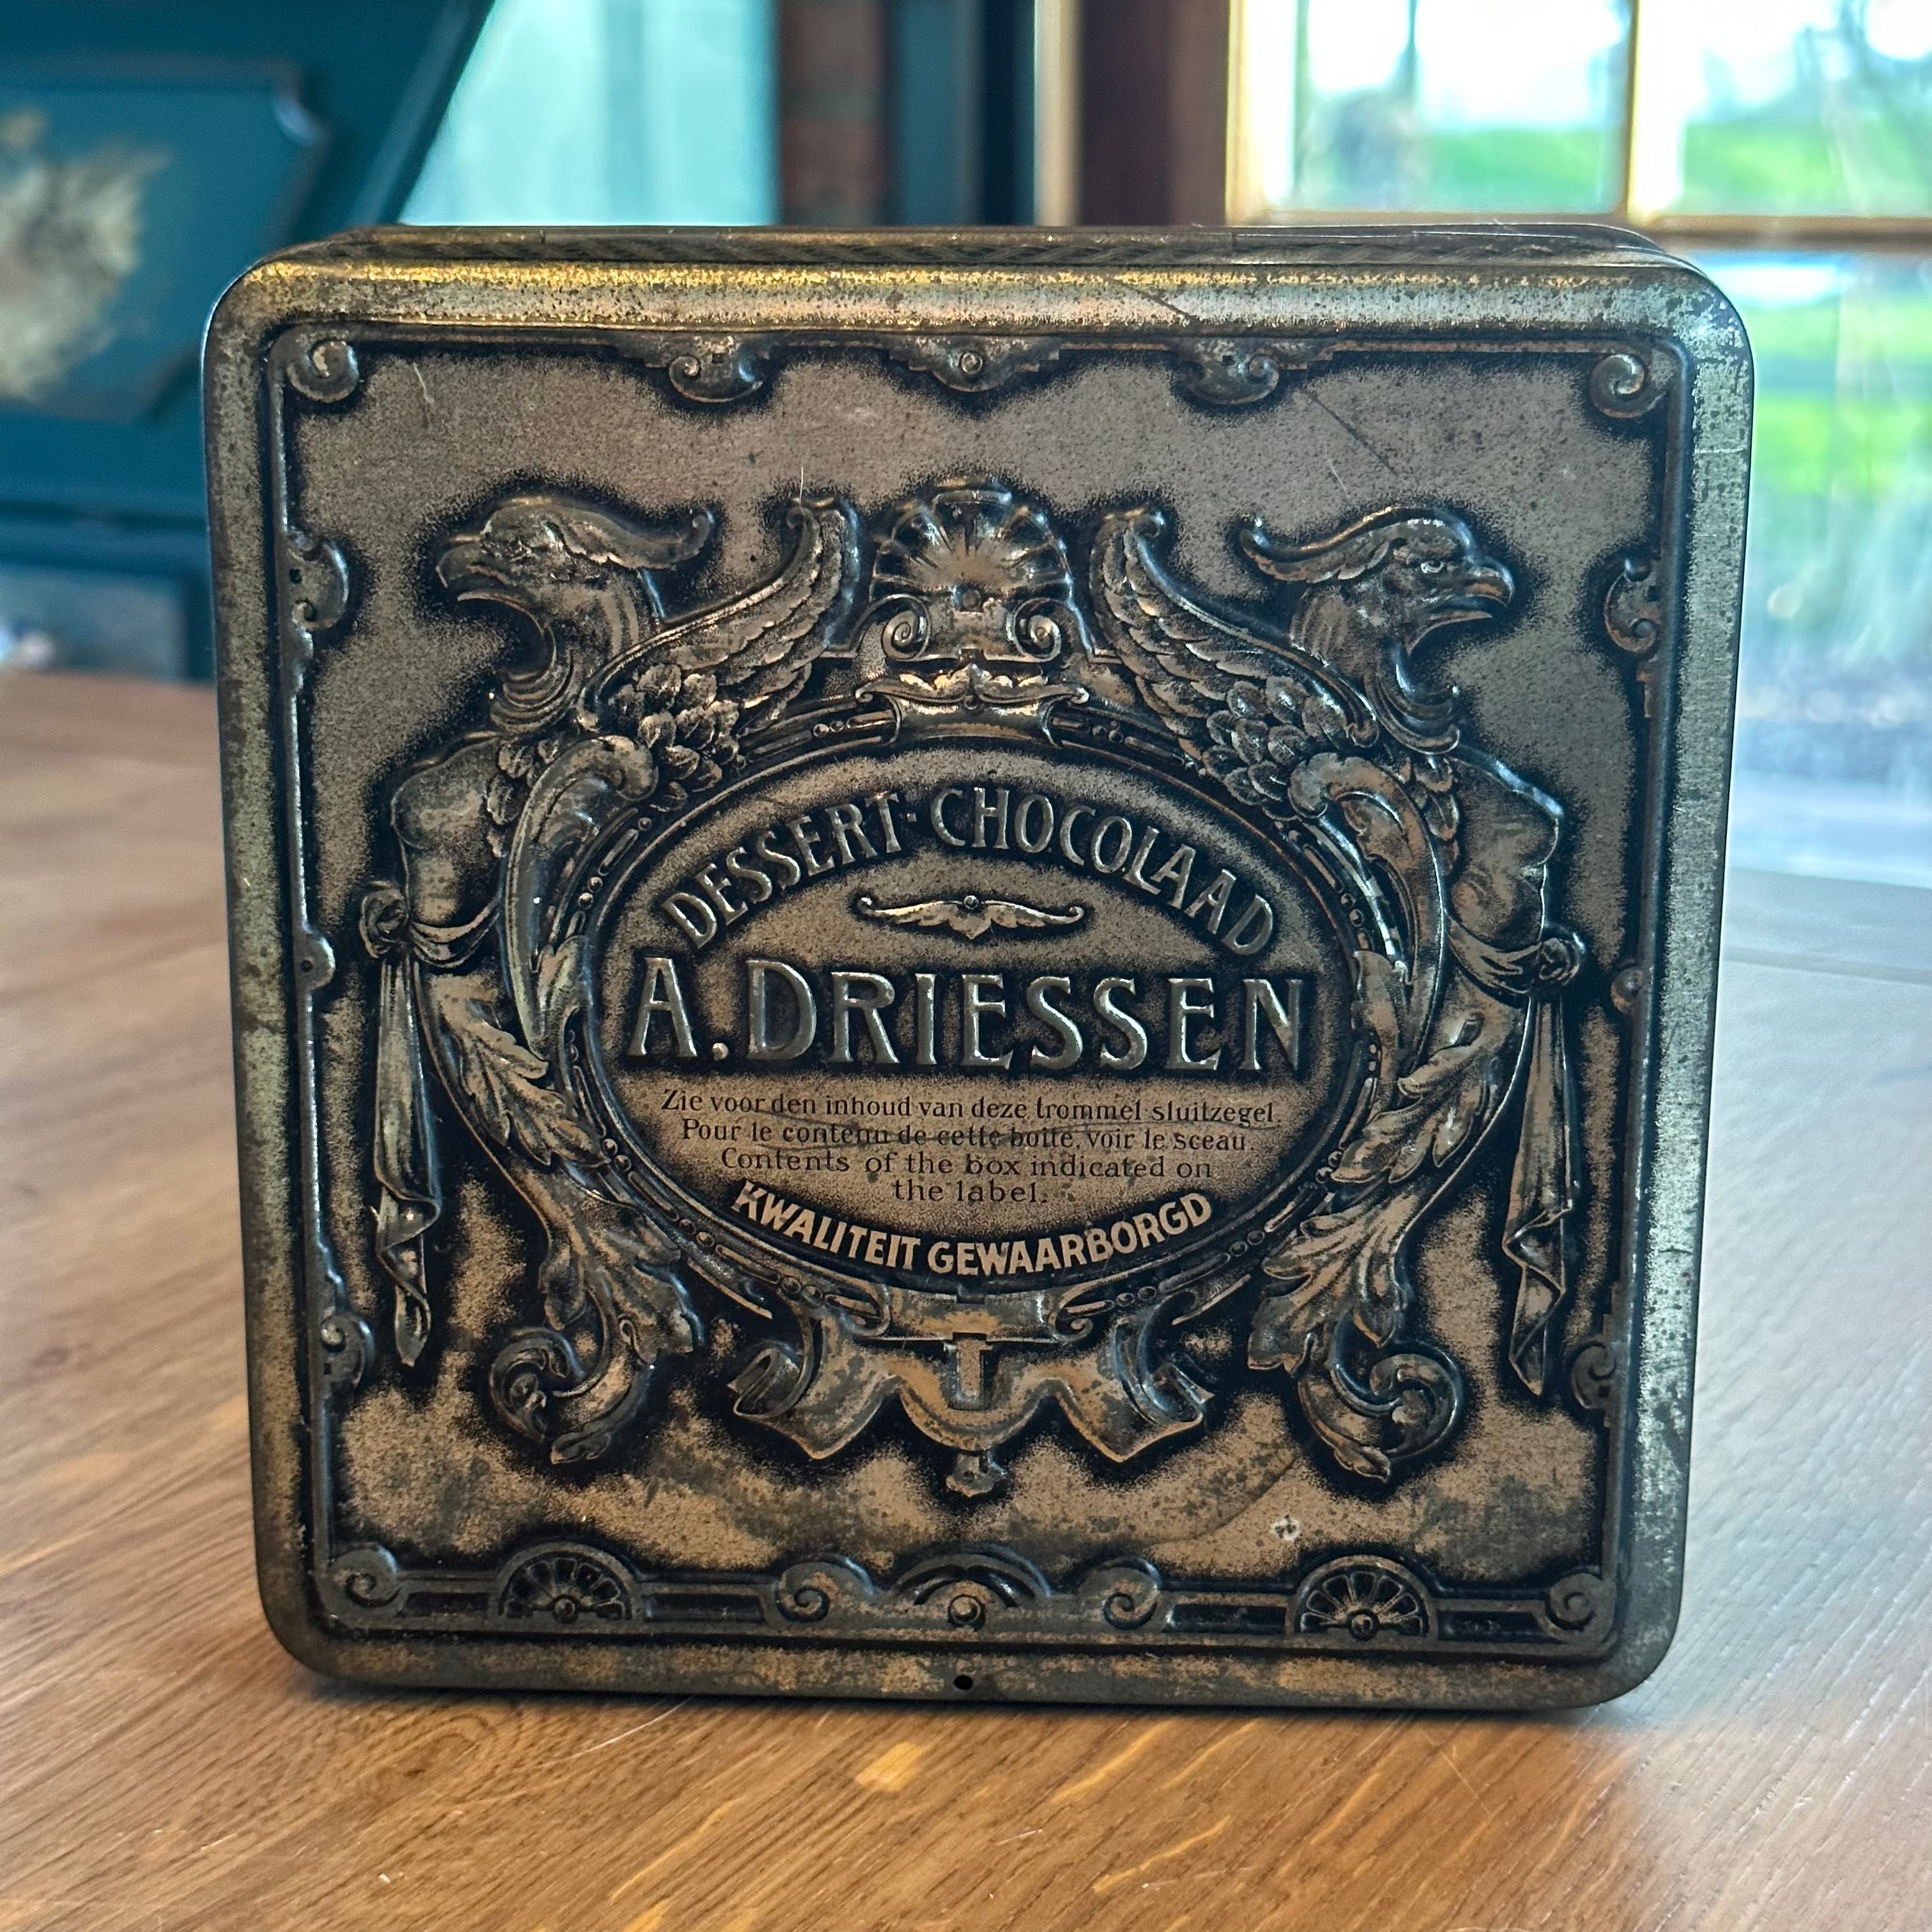 DESSERT-CHOCOLAAD
A. DRIESSEN
Zie voor den inhoud van deze trommel sluitzegel.
Pour le contenu de cette boite, voir le sceau.
Contents of the box indicated on
the label.
KWALITEIT GEWAARBORGD